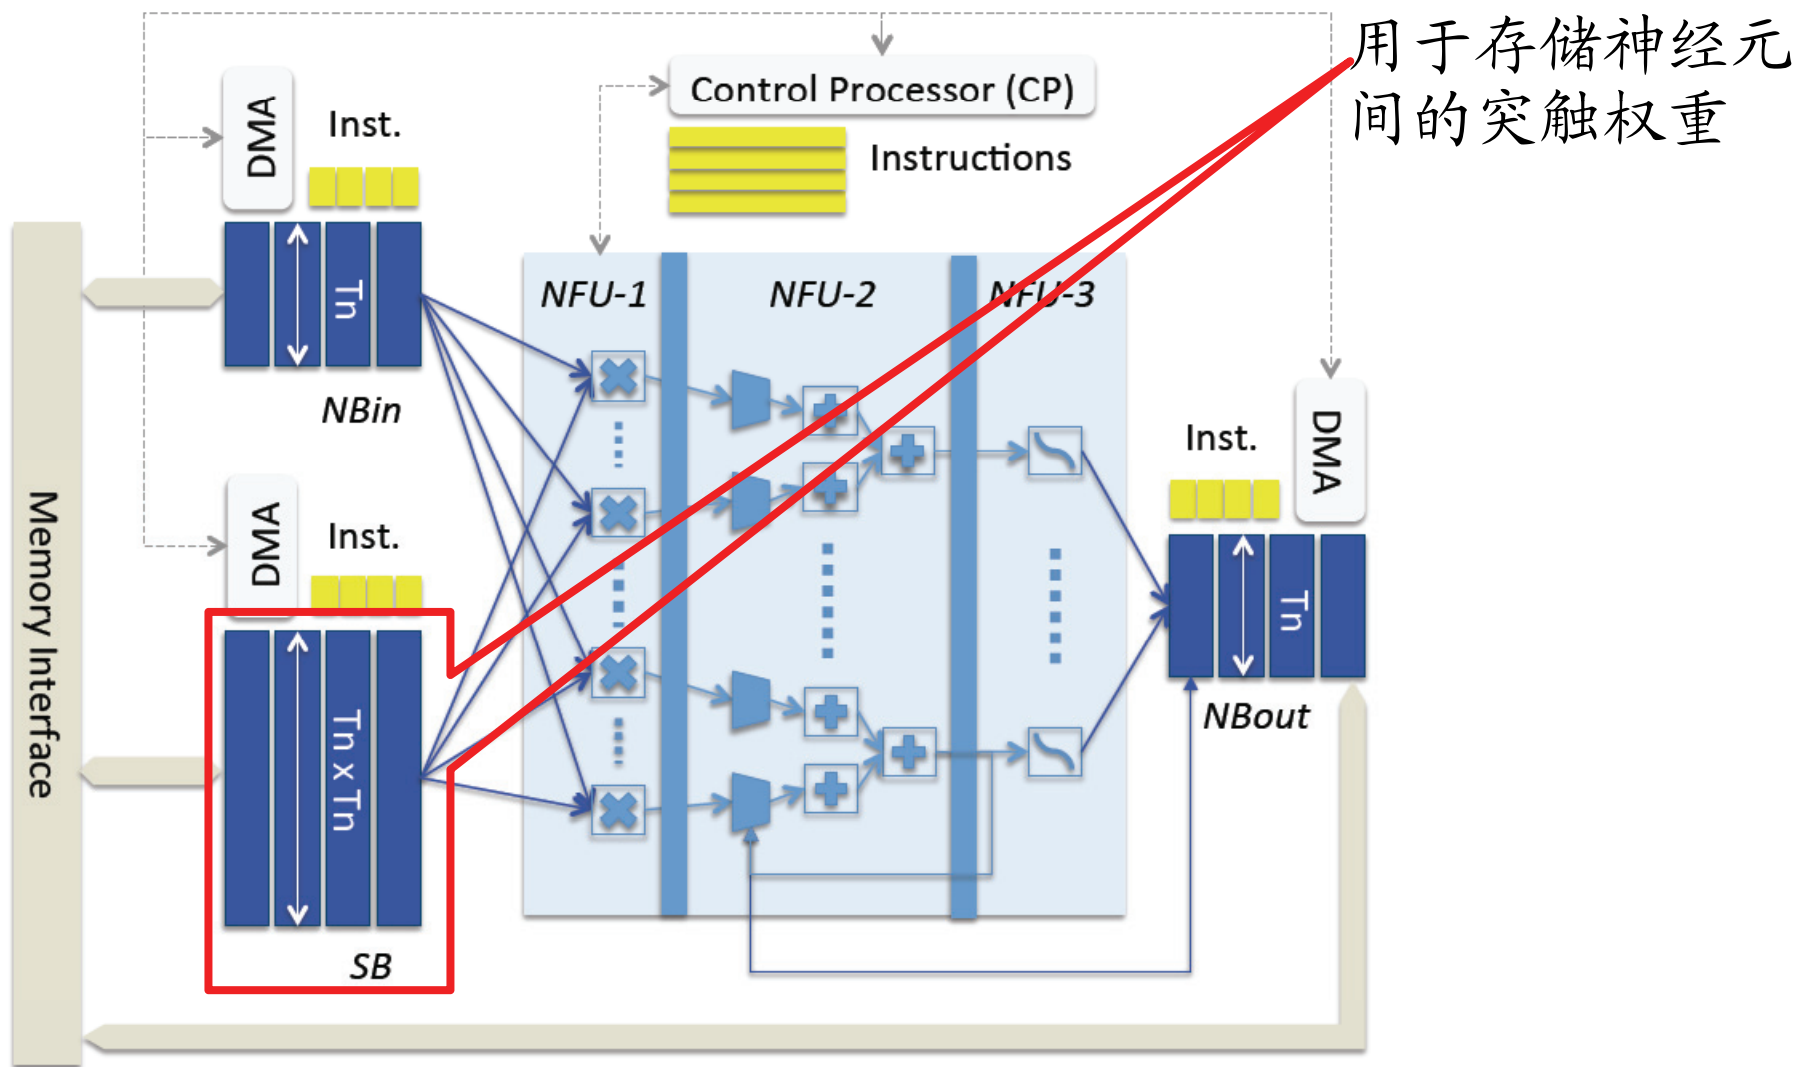 用于存储神经元
间的突触权重
Control Processor (CP)
Instructions
DMA
Inst.
Tn
NBin
NFU-1
NFU-2
NFU-3
Memory Interface
DMA
Inst.
Tn x Tn
SB
Inst.
DMA
Tn
NBout